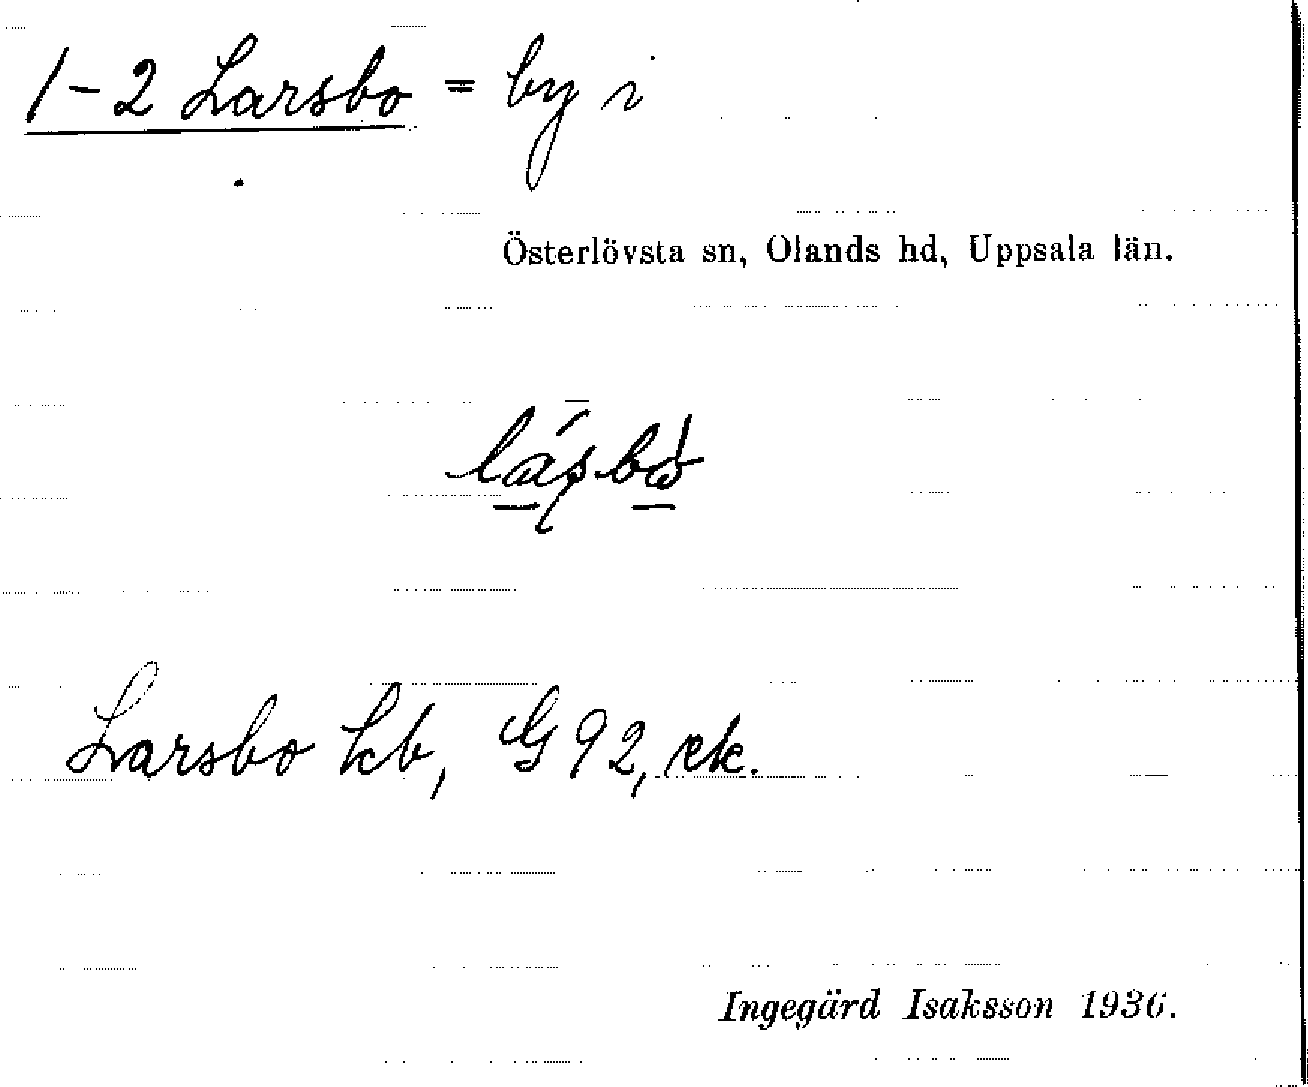 1-2 Larsbo = by i
Österlövsta sn, Olands hd, Uppsala län.
Larsbo kb, G 92, ek.
Ingegärd Isaksson 1936.